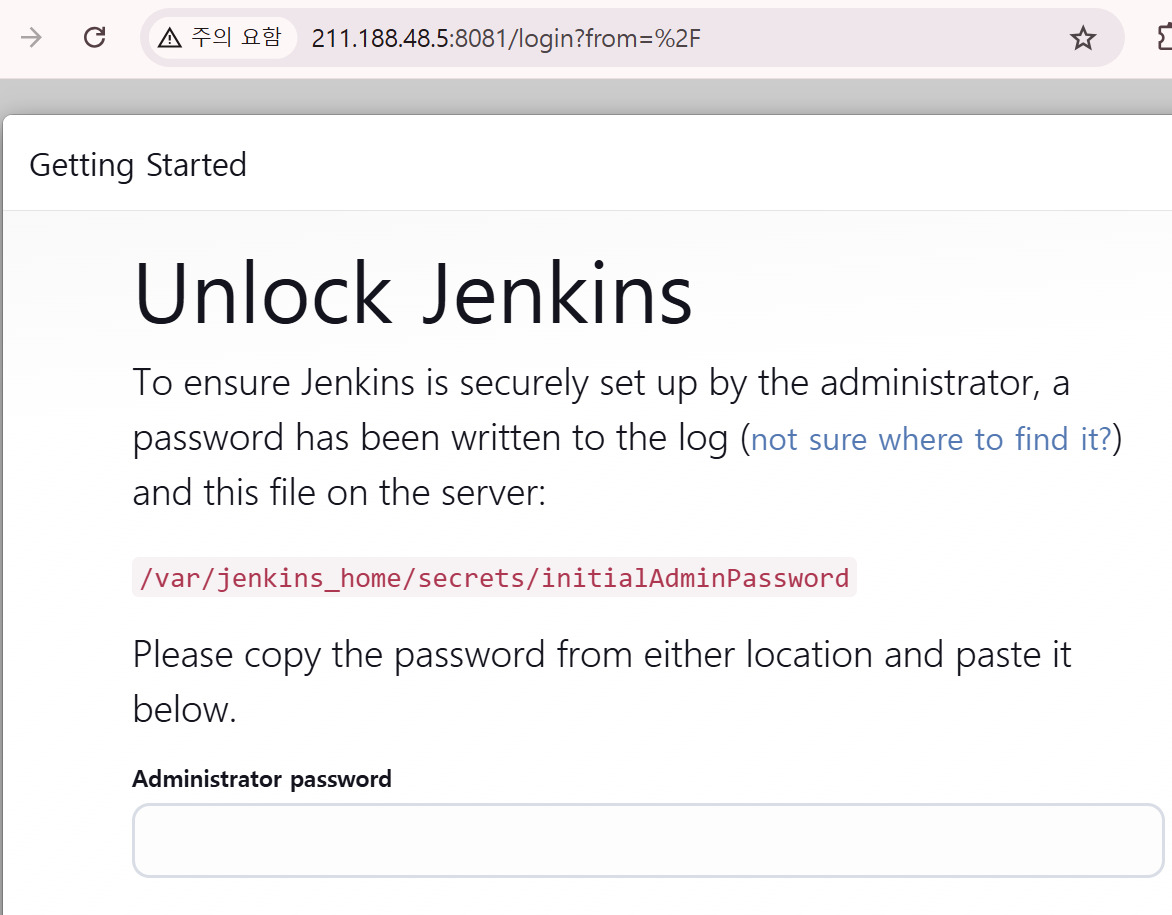 주의 요함 211.188.48.5:8081/login?from=%2F
Getting Started
Unlock Jenkins
To ensure Jenkins is securely set up by the administrator, a
password has been written to the log (not sure where to find it?)
and this file on the server:
/var/jenkins_home/secrets/initialAdminPassword
Please copy the password from either location and paste it
below.
Administrator password